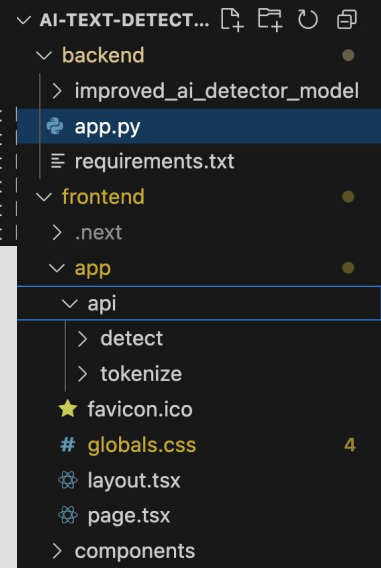 AI-TEXT-DETECT...
backend
improved_ai_detector_model
app.py
requirements.txt
frontend
.next
app
api
detect
tokenize
favicon.ico
globals.css 4
layout.tsx
page.tsx
components